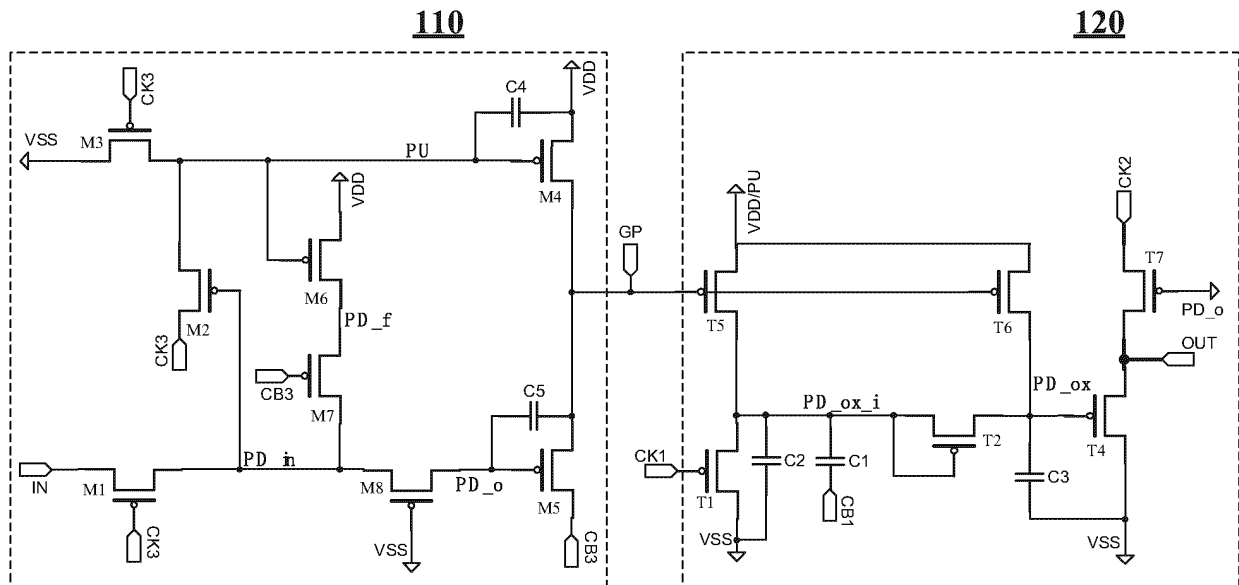 110
120
CK3
M3
VSS
PU
C4
VDD
M4
VDD
M6
PD_f
M2
CK3
CB3
M7
C5
PD_in
IN
M1
CK3
M8
VSS
PD_o
M5
CB3
GP
VDD/PU
CK2
T5
T6
T7
PD_o
OUT
PD_ox
PD_ox_i
CK1
T1
C2
C1
CB1
T2
T4
C3
VSS
VSS